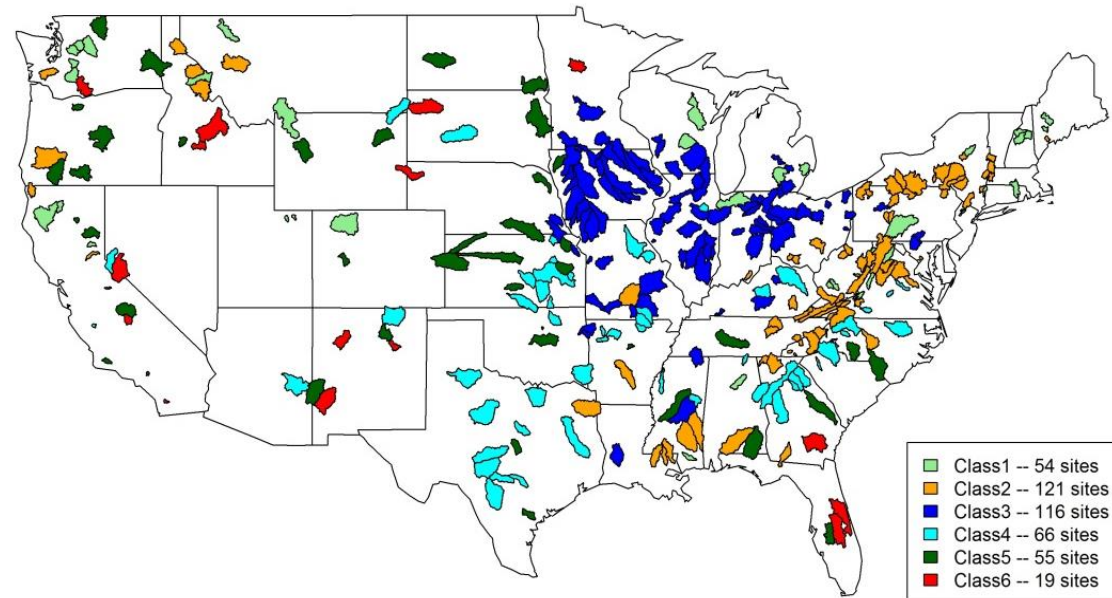 Class1 -- 54 sites
Class2 -- 121 sites
Class3 -- 116 sites
Class4 -- 66 sites
Class5 -- 55 sites
Class6 -- 19 sites